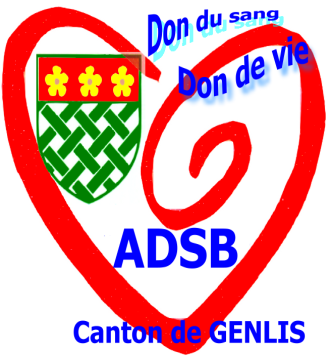 Don du sang
Don de vie
ADSB
Canton de GENLIS